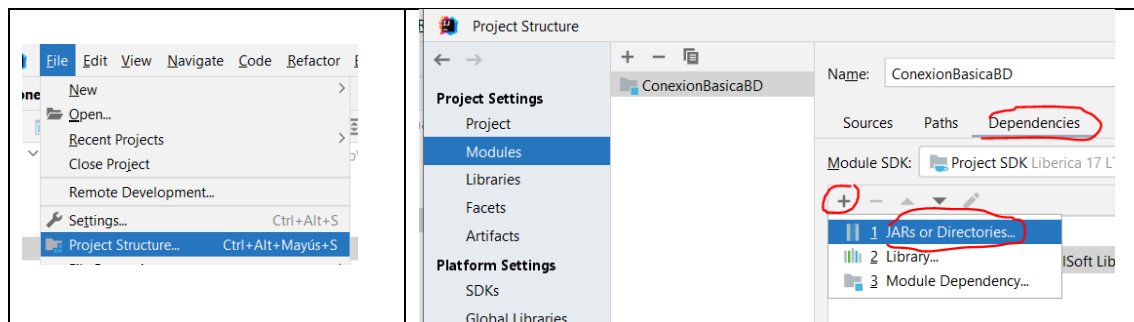 File Edit View Navigate Code Refactor
New
Open...
Recent Projects
Close Project
Remote Development...
Settings... Ctrl+Alt+S
Project Structure... Ctrl+Alt+Mayús+S
Project Structure
Project Settings
Project
Modules
Libraries
Facets
Artifacts
Platform Settings
SDKs
Global Libraries
ConexionBasicaBD
Name: ConexionBasicaBD
Sources Paths Dependencies
Module SDK: Project SDK Liberica 17
1 JARs or Directories...
2 Library...
3 Module Dependency...